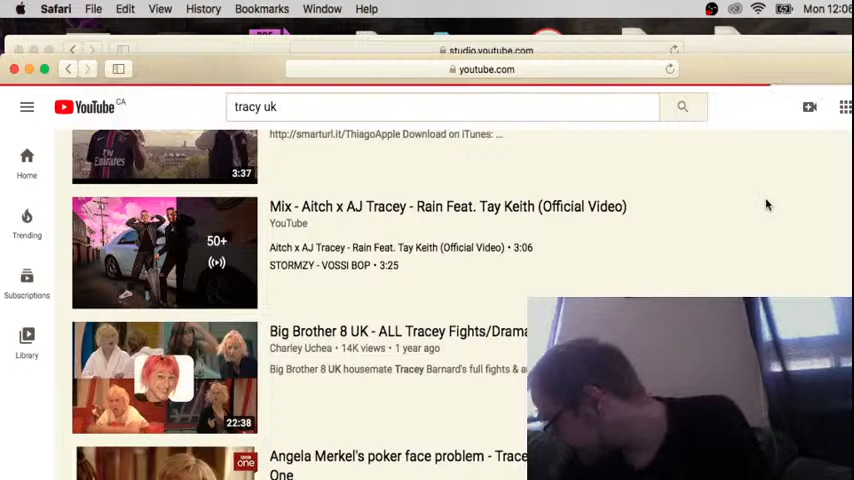 Safari File Edit View History Bookmarks Window Help Mon 12:06
studio.youtube.com
youtube.com
YouTube CA
tracy uk
http://smarturl.it/ThiagoApple Download on iTunes: ...
Fly Emirates
3:37
Home
Mix - Aitch x AJ Tracey - Rain Feat. Tay Keith (Official Video)
YouTube
50+
Aitch x AJ Tracey - Rain Feat. Tay Keith (Official Video) • 3:06
STORMZY - VOSSI BOP • 3:25
Trending
Subscriptions
Library
Big Brother 8 UK - ALL Tracey Fights/Drama
Charley Uchea • 14K views • 1 year ago
Big Brother 8 UK housemate Tracey Barnard's full fights &
22:38
Angela Merkel's poker face problem -
One
BBC
one